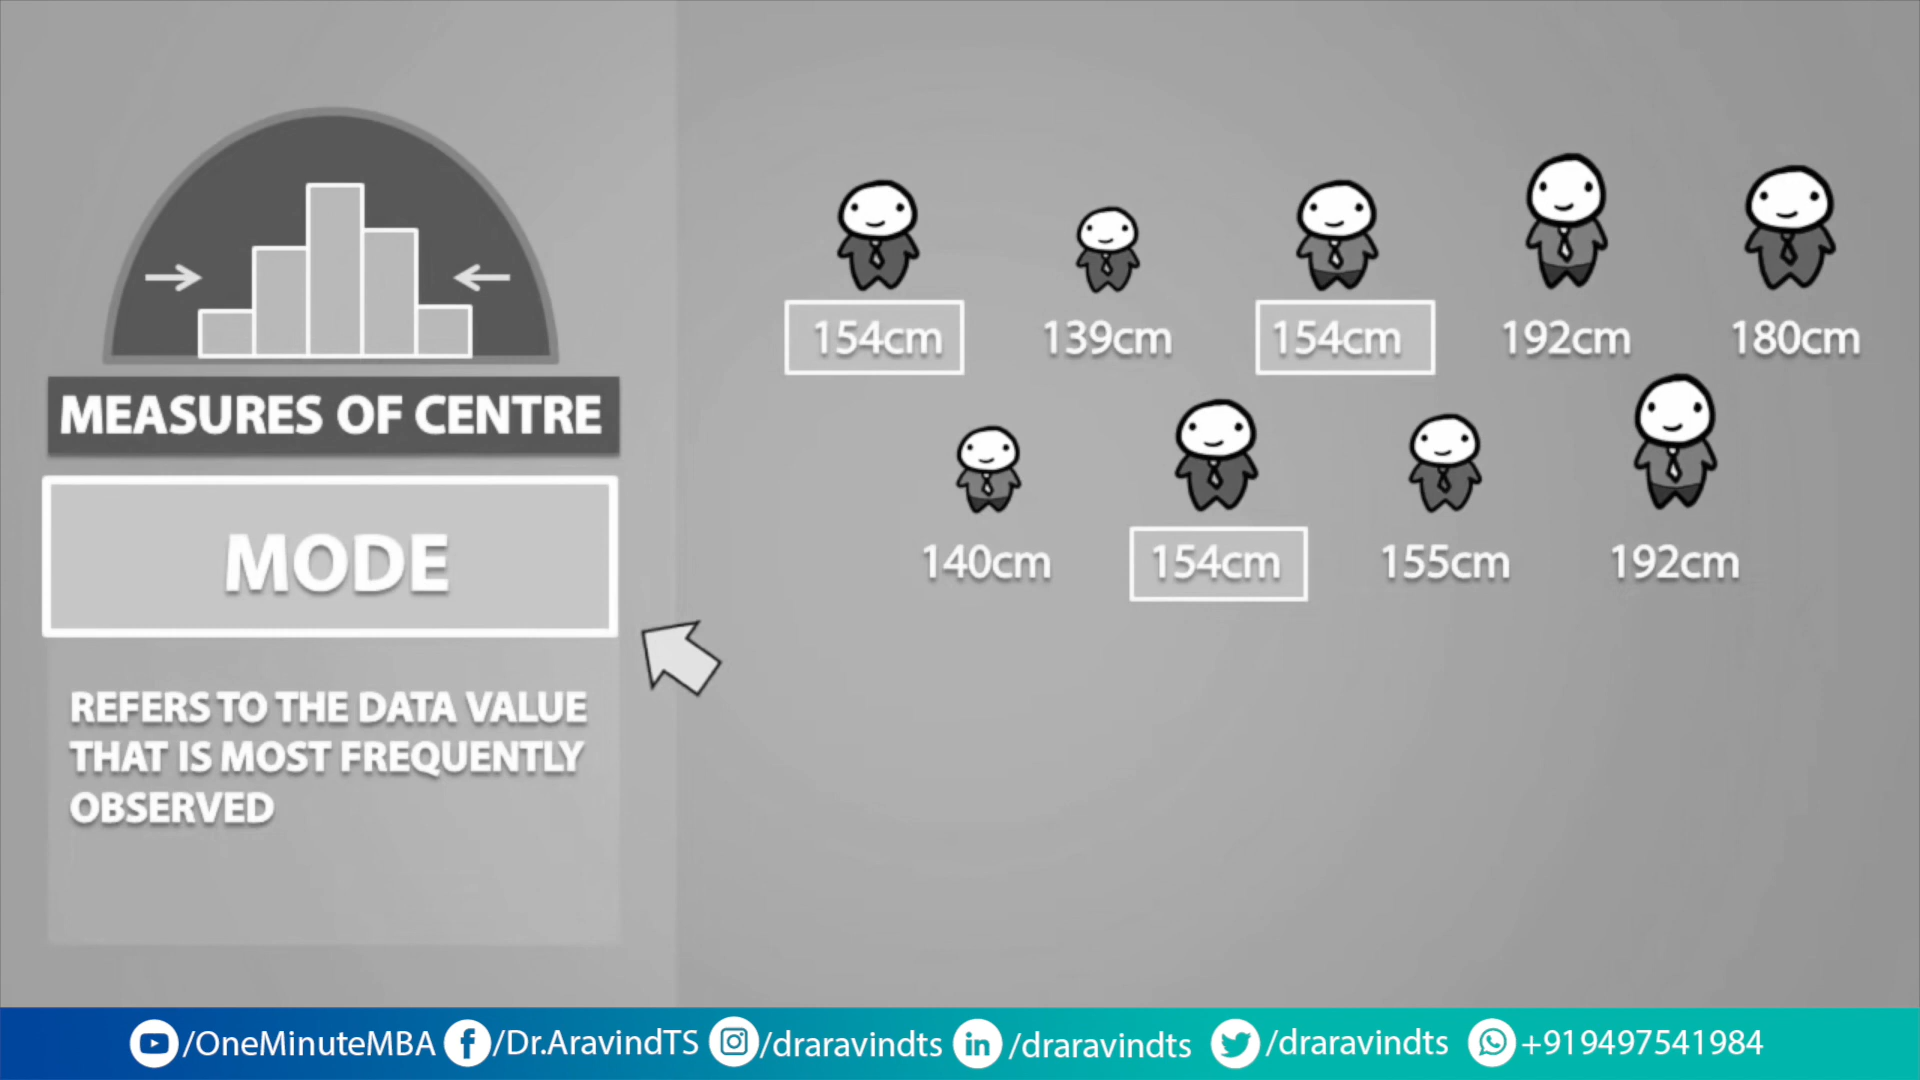 MEASURES OF CENTRE
MODE
REFERS TO THE DATA VALUE
THAT IS MOST FREQUENTLY
OBSERVED
154cm 139cm 154cm 192cm 180cm
140cm 154cm 155cm 192cm
/OneMinuteMBA /Dr.AravindTS /draravindts /draravindts /draravindts +919497541984